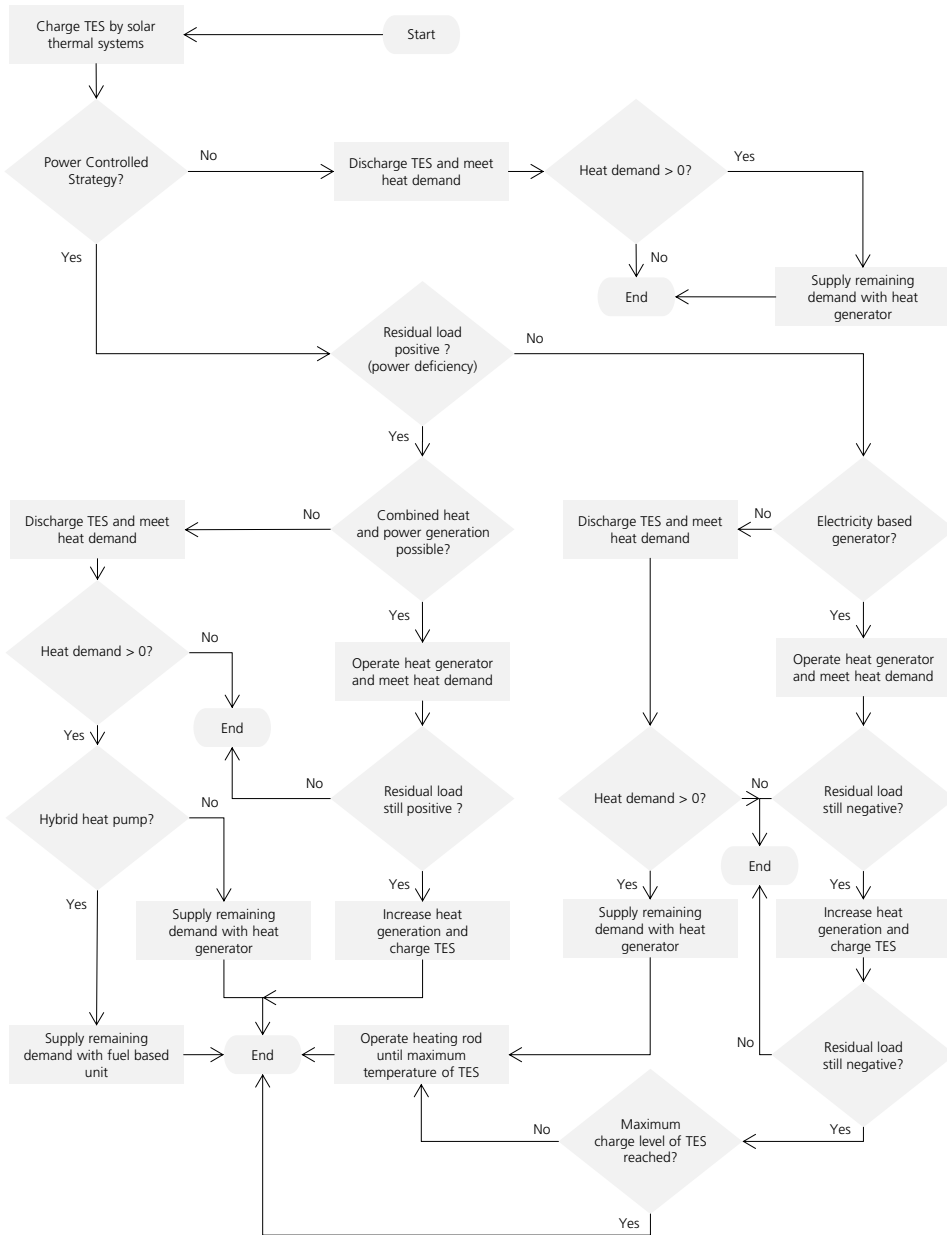 Charge TES by solar
thermal systems
Start
Power Controlled
Strategy?
No
Discharge TES and meet
heat demand
Heat demand > 0?
Yes
Yes
No
End
Supply remaining
demand with heat
generator
Residual load
positive ?
(power deficiency)
No
Yes
Discharge TES and meet
heat demand
No
Combined heat
and power generation
possible?
Discharge TES and meet
heat demand
No
Electricity based
generator?
Yes
Yes
Heat demand > 0?
No
Operate heat generator
and meet heat demand
Operate heat generator
and meet heat demand
End
Yes
No
Residual load
still positive ?
Heat demand > 0?
No
Residual load
still negative?
Hybrid heat pump?
No
End
Yes
Yes
Yes
Yes
Supply remaining
demand with heat
generator
Increase heat
generation and
charge TES
Supply remaining
demand with heat
generator
Increase heat
generation and
charge TES
Supply remaining
demand with fuel based
unit
End
Operate heating rod
until maximum
temperature of TES
No
Residual load
still negative?
No
Maximum
charge level of TES
reached?
Yes
Yes